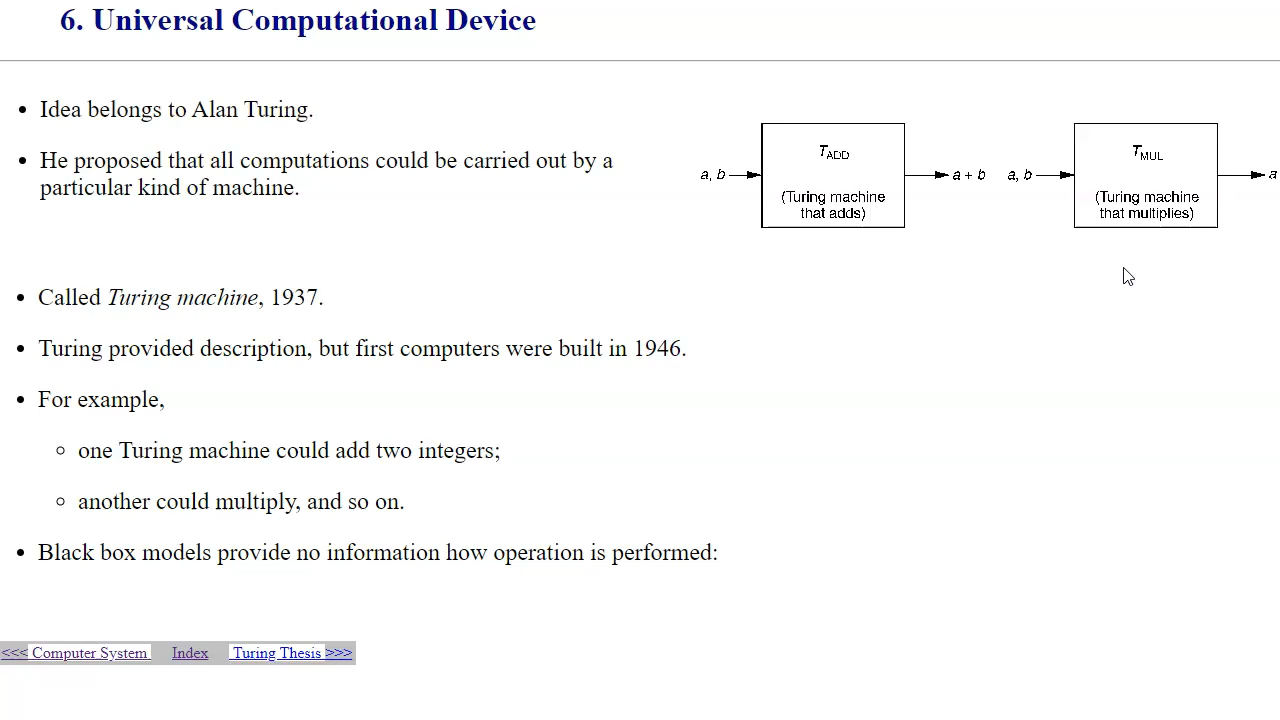 6. Universal Computational Device
• Idea belongs to Alan Turing.
• He proposed that all computations could be carried out by a
particular kind of machine.
a, b
TADD
(Turing machine
that adds)
a + b
a, b
TMUL
(Turing machine
that multiplies)
a
• Called Turing machine, 1937.
• Turing provided description, but first computers were built in 1946.
• For example,
◦ one Turing machine could add two integers;
◦ another could multiply, and so on.
• Black box models provide no information how operation is performed:
<<< Computer System Index Turing Thesis >>>